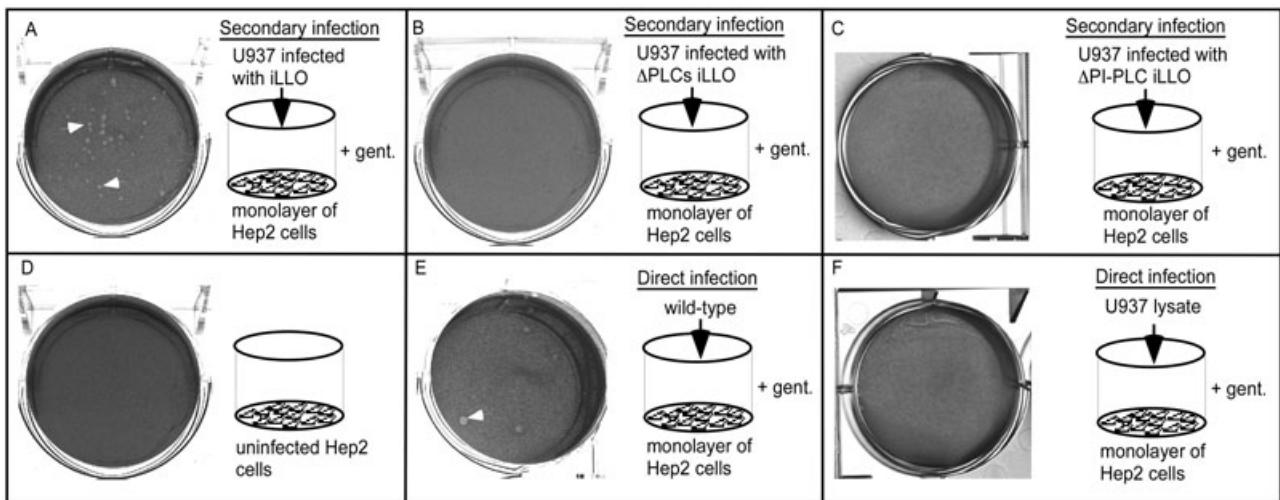 A
Secondary infection
U937 infected
with iLLO
+ gent.
monolayer of
Hep2 cells
B
Secondary infection
U937 infected with
ΔPLCs iLLO
+ gent.
monolayer of
Hep2 cells
C
Secondary infection
U937 infected with
ΔPI-PLC iLLO
+ gent.
monolayer of
Hep2 cells
D
uninfected Hep2
cells
E
Direct infection
wild-type
+ gent.
monolayer of
Hep2 cells
F
Direct infection
U937 lysate
+ gent.
monolayer of
Hep2 cells